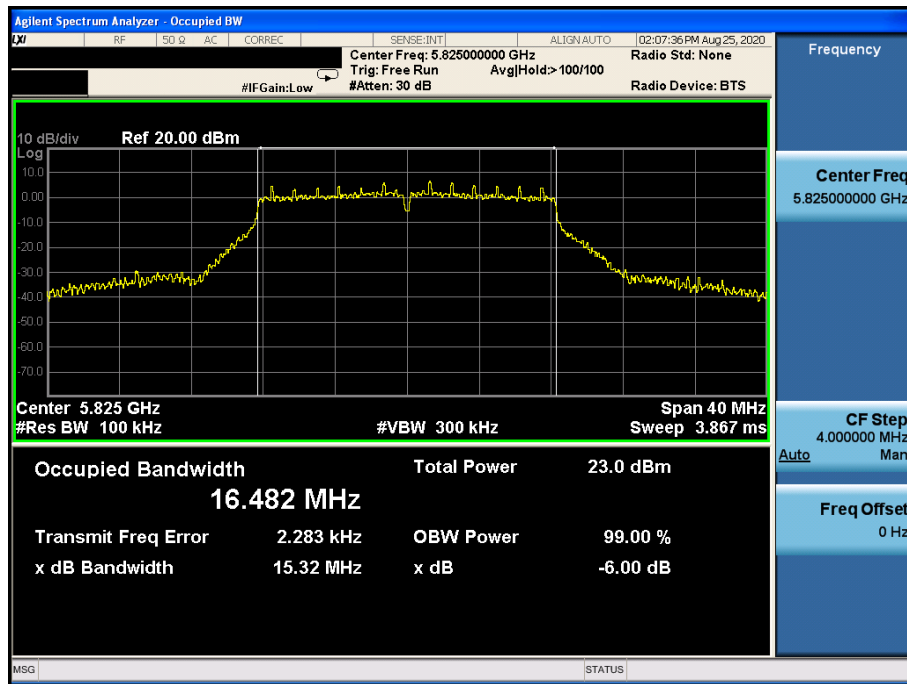 Agilent Spectrum Analyzer - Occupied BW
LXI RF 50 Ω AC CORREC SENSE:INT ALIGN AUTO 02:07:36 PM Aug 25, 2020
Center Freq: 5.825000000 GHz Radio Std: None
Trig: Free Run Avg|Hold:>100/100
#IFGain:Low #Atten: 30 dB Radio Device: BTS
Frequency
10 dB/div Ref 20.00 dBm
Log
10.0
0.00
-10.0
-20.0
-30.0
-40.0
-50.0
-60.0
-70.0
Center 5.825 GHz Span 40 MHz
#Res BW 100 kHz #VBW 300 kHz Sweep 3.867 ms
Occupied Bandwidth Total Power 23.0 dBm
16.482 MHz
Transmit Freq Error 2.283 kHz OBW Power 99.00 %
x dB Bandwidth 15.32 MHz x dB -6.00 dB
Center Freq
5.825000000 GHz
CF Step
4.000000 MHz
Auto Man
Freq Offset
0 Hz
MSG STATUS